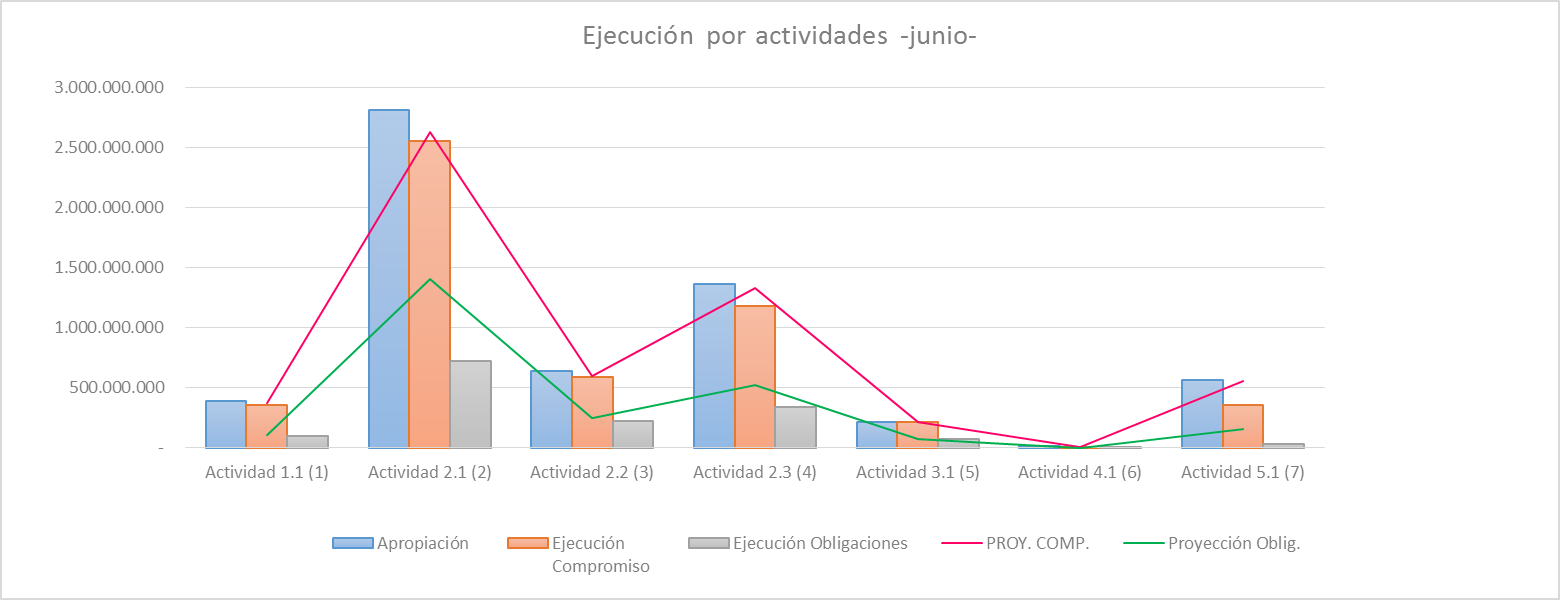 Ejecución por actividades -junio-
3.000.000.000
2.500.000.000
2.000.000.000
1.500.000.000
1.000.000.000
500.000.000
-
Actividad 1.1 (1) Actividad 2.1 (2) Actividad 2.2 (3) Actividad 2.3 (4) Actividad 3.1 (5) Actividad 4.1 (6) Actividad 5.1 (7)
Apropiación Ejecución Ejecución Obligaciones PROY. COMP. Proyección Oblig.
Compromiso